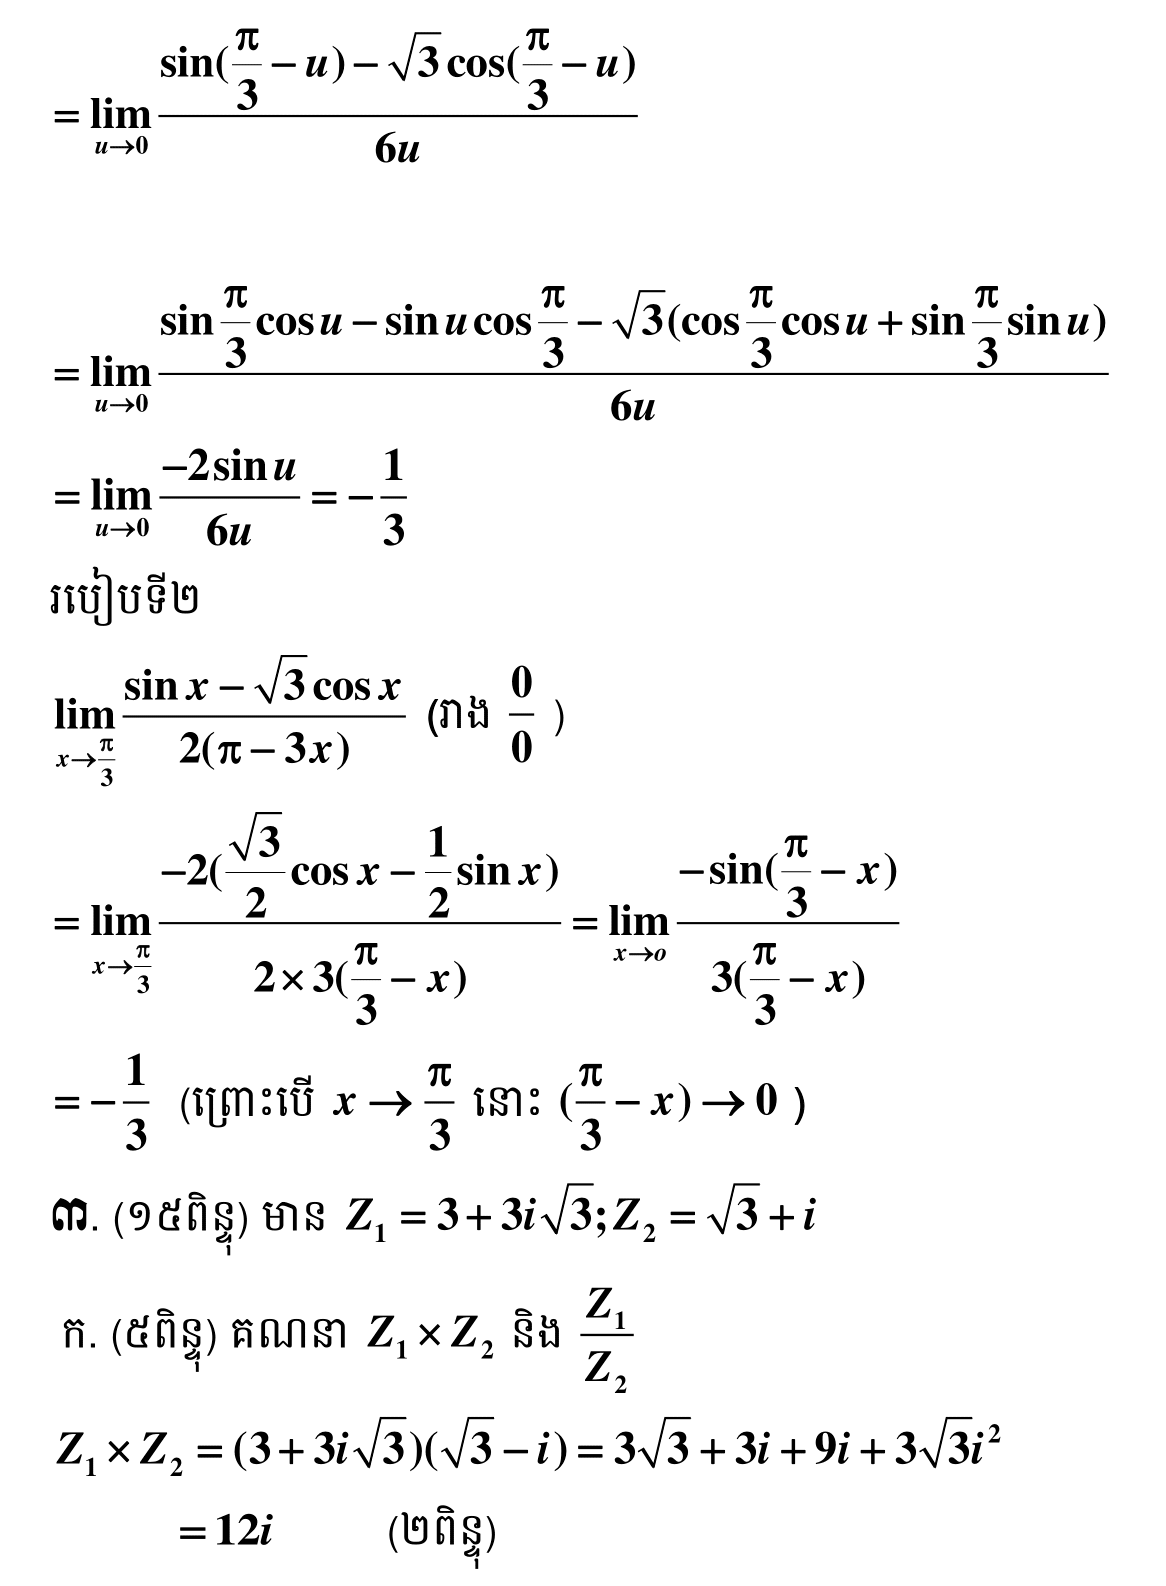 = lim_{u→0} (sin(π/3 − u) − √3 cos(π/3 − u)) / 6u
= lim_{u→0} (sin π/3 cos u − sin u cos π/3 − √3(cos π/3 cos u + sin π/3 sin u)) / 6u
= lim_{u→0} (−2 sin u) / 6u = − 1/3
របៀបទី២
lim_{x→π/3} (sin x − √3 cos x) / 2(π − 3x) (រាង 0/0 )
= lim_{x→π/3} (−2(√3/2 cos x − 1/2 sin x)) / (2×3(π/3 − x)) = lim_{x→o} (−sin(π/3 − x)) / (3(π/3 − x))
= − 1/3 (ព្រោះបើ x → π/3 នោះ (π/3 − x) → 0 )
៣. (១៥ពិន្ទុ) មាន Z₁ = 3 + 3i√3; Z₂ = √3 + i
ក. (៥ពិន្ទុ) គណនា Z₁ × Z₂ និង Z₁/Z₂
Z₁ × Z₂ = (3 + 3i√3)(√3 − i) = 3√3 + 3i + 9i + 3√3i²
= 12i (២ពិន្ទុ)